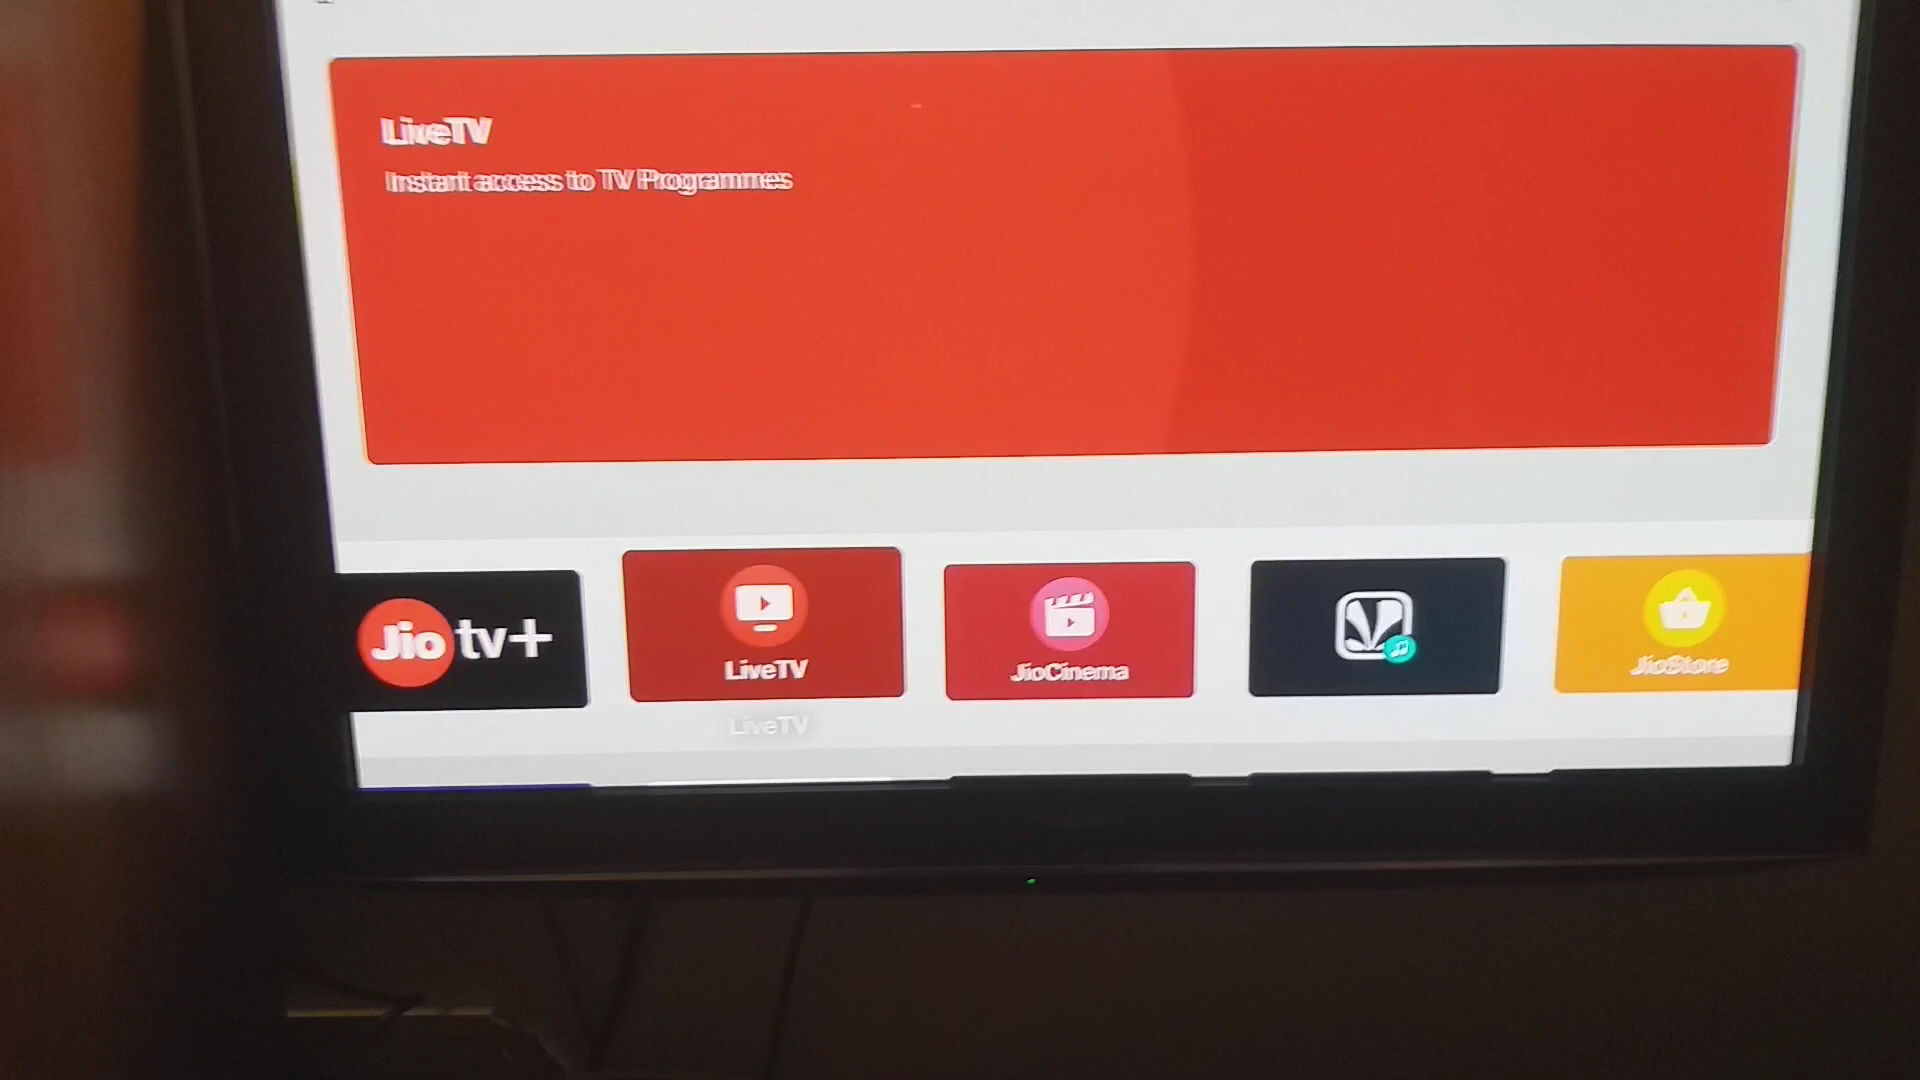 LiveTV
Instant access to TV Programmes
Jio tv+
LiveTV
JioCinema
JioStore
LiveTV